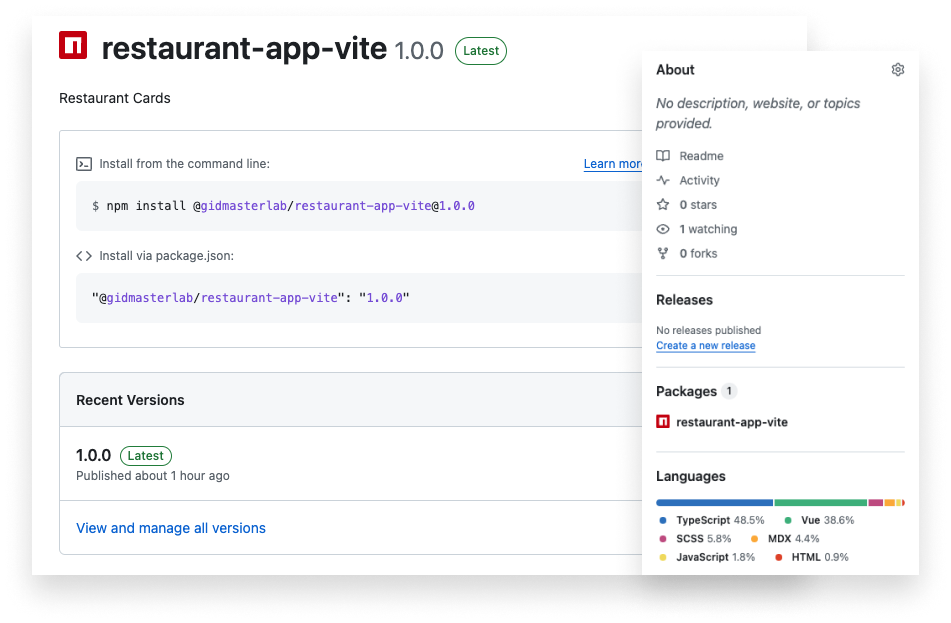 restaurant-app-vite 1.0.0 Latest
Restaurant Cards
Install from the command line:
Learn more
$ npm install @gidmasterlab/restaurant-app-vite@1.0.0
Install via package.json:
"@gidmasterlab/restaurant-app-vite": "1.0.0"
Recent Versions
1.0.0 Latest
Published about 1 hour ago
View and manage all versions
About
No description, website, or topics
provided.
Readme
Activity
0 stars
1 watching
0 forks
Releases
No releases published
Create a new release
Packages 1
restaurant-app-vite
Languages
TypeScript 48.5% Vue 38.6%
SCSS 5.8% MDX 4.4%
JavaScript 1.8% HTML 0.9%